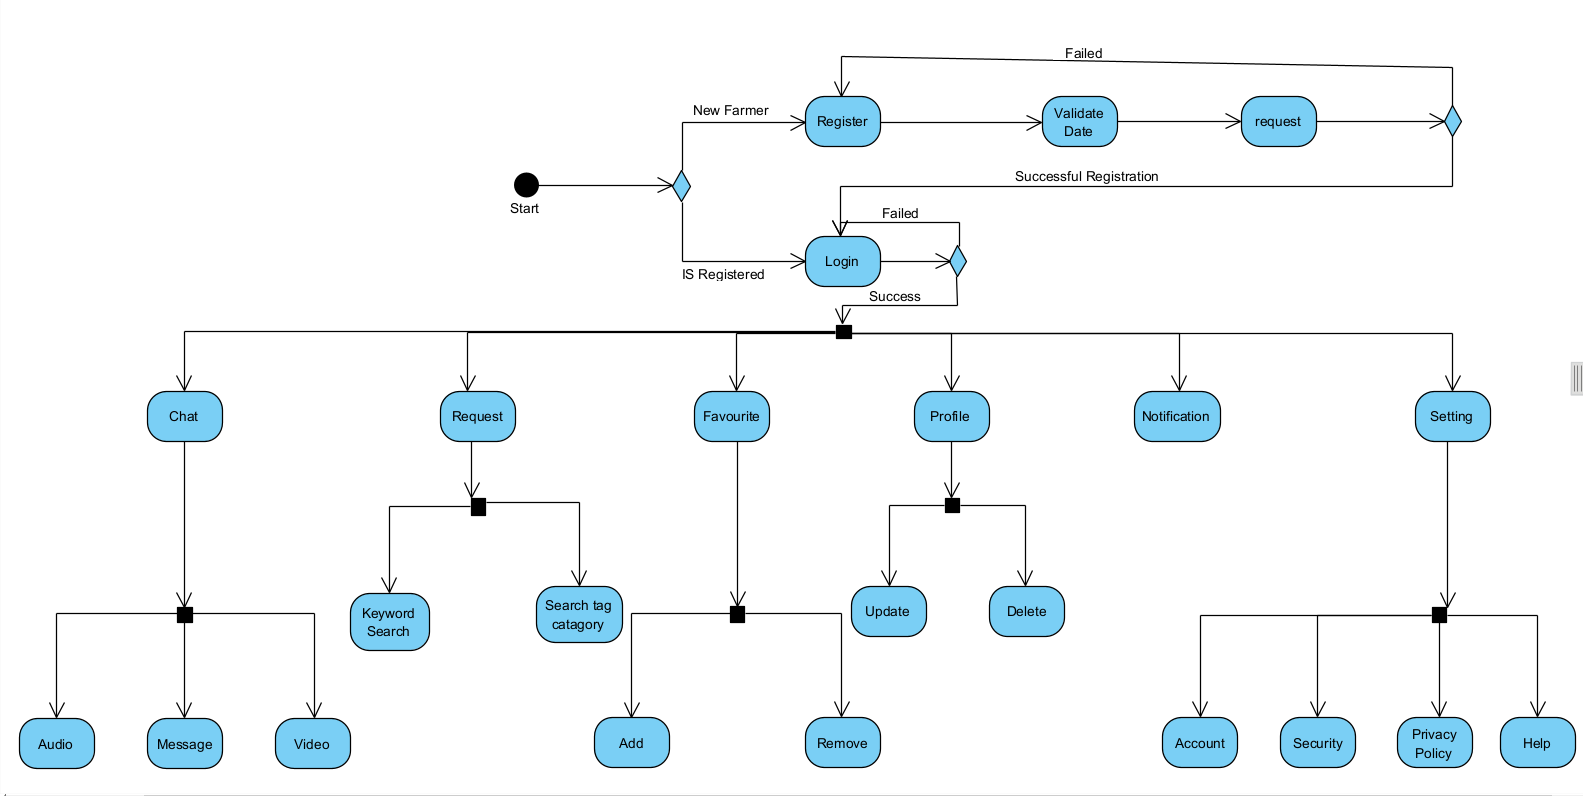 Failed
New Farmer
Register
Validate
Date
request
Successful Registration
Start
Failed
IS Registered
Login
Success
Chat
Request
Favourite
Profile
Notification
Setting
Keyword
Search
Search tag
catagory
Update
Delete
Audio
Message
Video
Add
Remove
Account
Security
Privacy
Policy
Help